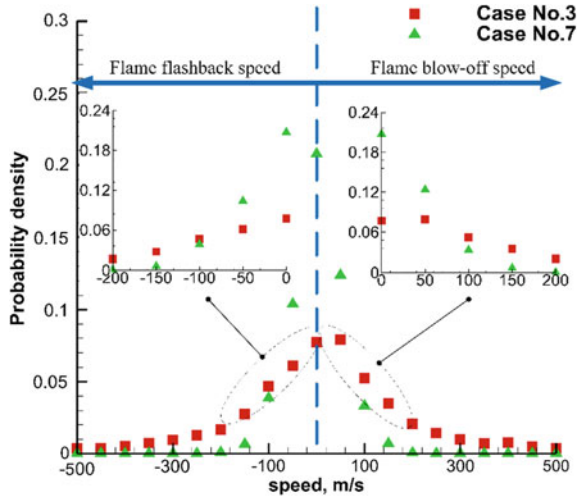 Case No.3
Case No.7
0.3
Flame flashback speed
Flame blow-off speed
0.25
0.24
0.18
0.12
0.06
0
-200 -150 -100 -50 0
0.24
0.18
0.12
0.06
0
0 50 100 150 200
0.2
0.15
0.1
0.05
0
Probability density
-500 -300 -100 100 300 500
speed, m/s